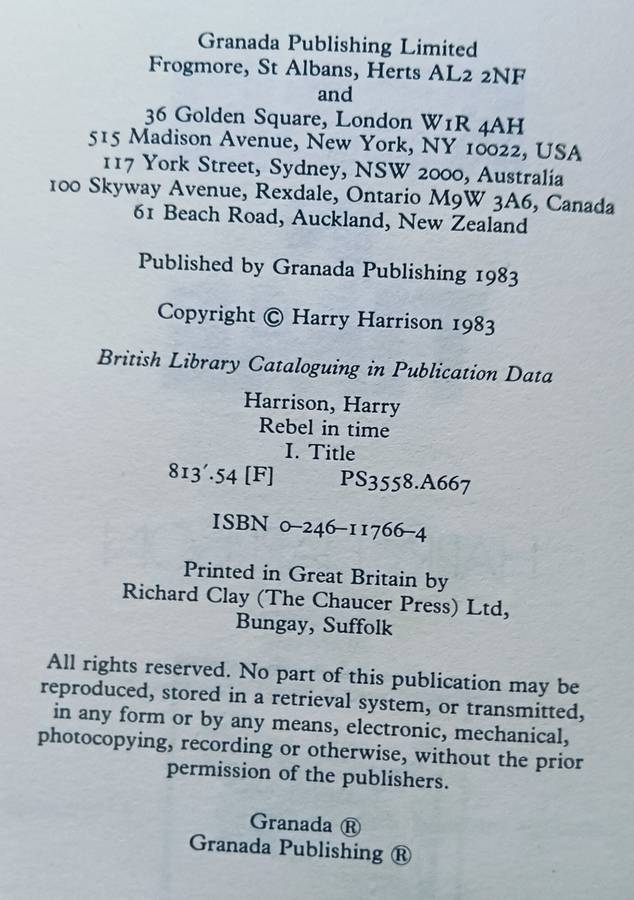 Granada Publishing Limited
Frogmore, St Albans, Herts AL2 2NF
and
36 Golden Square, London W1R 4AH
515 Madison Avenue, New York, NY 10022, USA
117 York Street, Sydney, NSW 2000, Australia
100 Skyway Avenue, Rexdale, Ontario M9W 3A6, Canada
61 Beach Road, Auckland, New Zealand
Published by Granada Publishing 1983
Copyright © Harry Harrison 1983
British Library Cataloguing in Publication Data
Harrison, Harry
Rebel in time
I. Title
813′.54 [F] PS3558.A667
ISBN 0–246–11766–4
Printed in Great Britain by
Richard Clay (The Chaucer Press) Ltd,
Bungay, Suffolk
All rights reserved. No part of this publication may be
reproduced, stored in a retrieval system, or transmitted,
in any form or by any means, electronic, mechanical,
photocopying, recording or otherwise, without the prior
permission of the publishers.
Granada ®
Granada Publishing ®